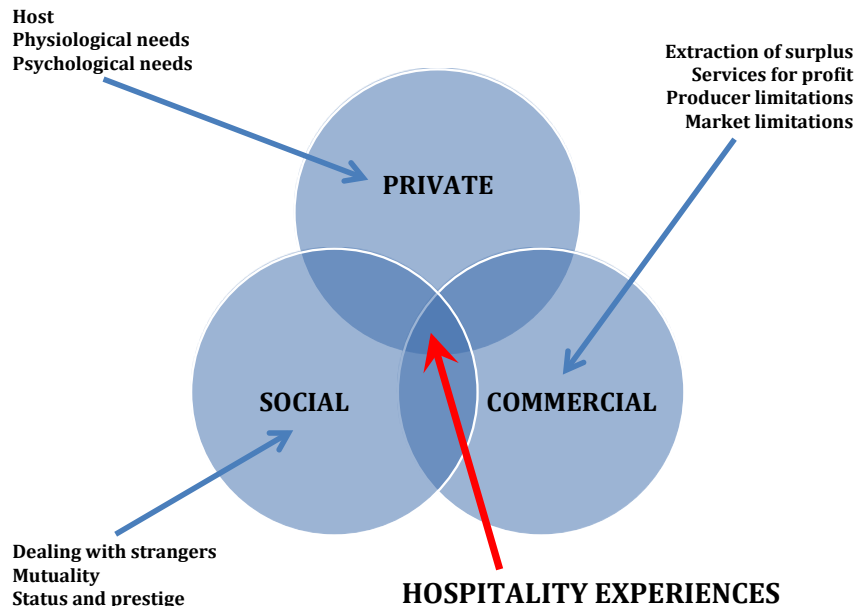 Host
Physiological needs
Psychological needs
Extraction of surplus
Services for profit
Producer limitations
Market limitations
PRIVATE
SOCIAL
COMMERCIAL
Dealing with strangers
Mutuality
Status and prestige
HOSPITALITY EXPERIENCES